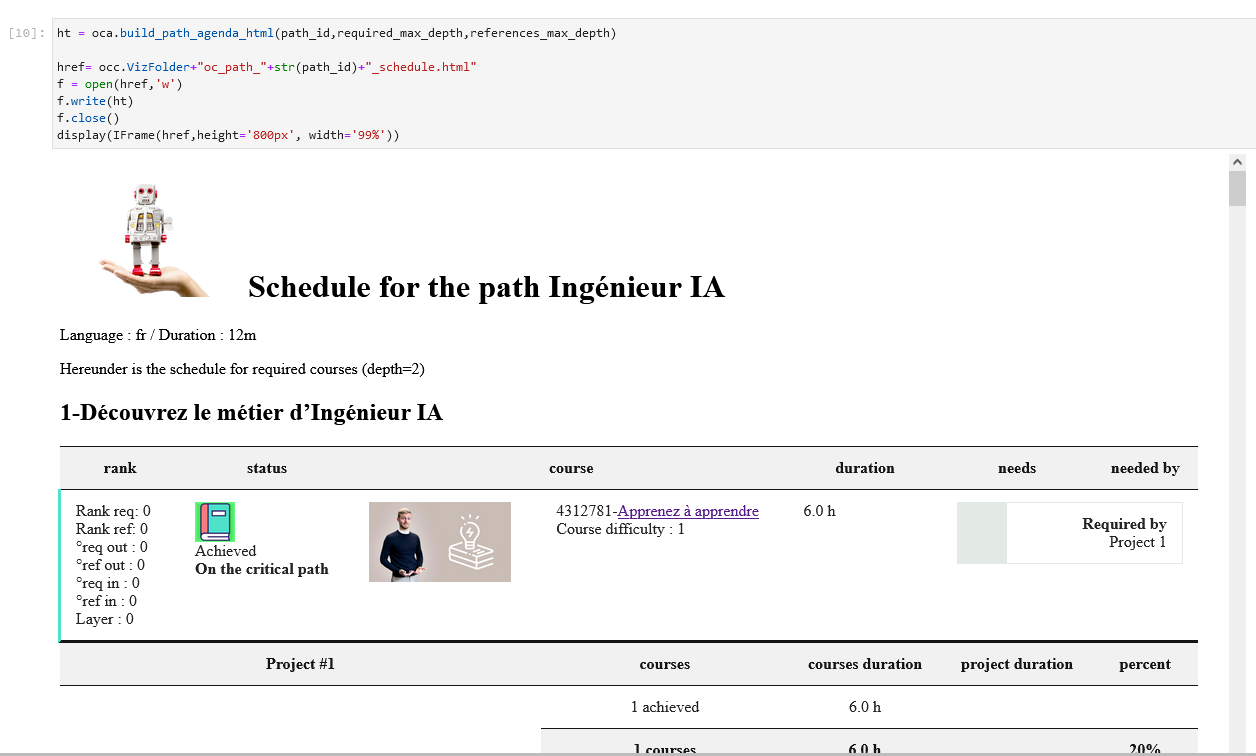 [10]:
ht = oca.build_path_agenda_html(path_id,required_max_depth,references_max_depth)
href= occ.VizFolder+"oc_path_"+str(path_id)+"_schedule.html"
f = open(href,'w')
f.write(ht)
f.close()
display(IFrame(href,height='800px', width='99%'))
Schedule for the path Ingénieur IA
Language : fr / Duration : 12m
Hereunder is the schedule for required courses (depth=2)
1-Découvrez le métier d’Ingénieur IA
rank status course duration needs needed by
Rank req: 0
Rank ref: 0
°req out : 0
°ref out : 0
°req in : 0
°ref in : 0
Layer : 0
Achieved
On the critical path
4312781-Apprenez à apprendre
Course difficulty : 1
6.0 h
Required by
Project 1
Project #1 courses courses duration project duration percent
1 achieved 6.0 h
1 courses 6.0 h 20%